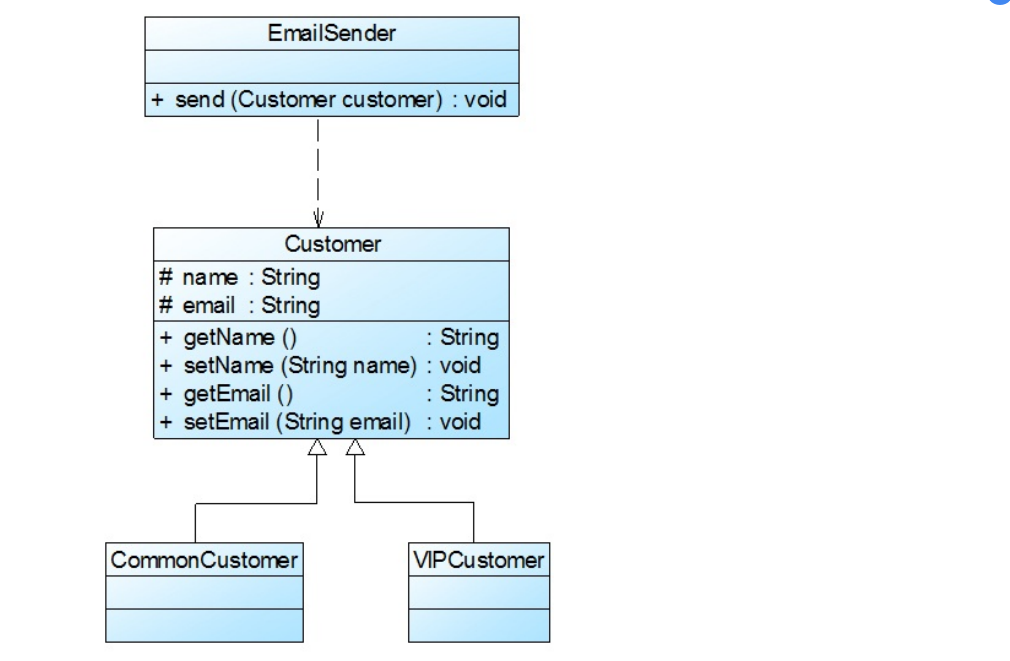 EmailSender
+ send (Customer customer) : void
Customer
# name : String
# email : String
+ getName () : String
+ setName (String name) : void
+ getEmail () : String
+ setEmail (String email) : void
CommonCustomer
VIPCustomer